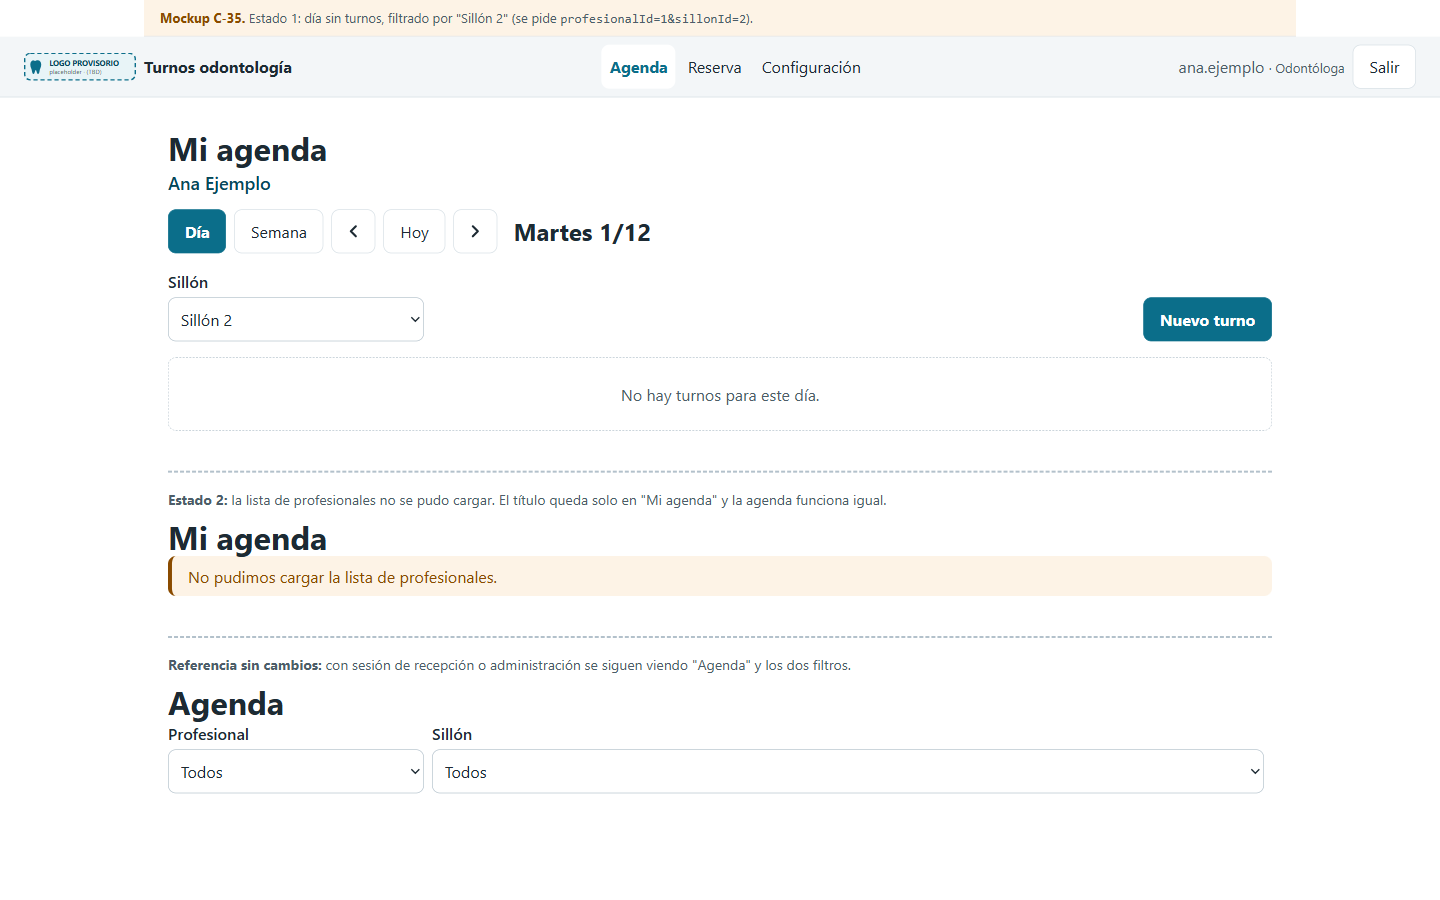 Mockup C-35. Estado 1: día sin turnos, filtrado por "Sillón 2" (se pide profesionalId=1&sillonId=2).
LOGO PROVISORIO
placeholder · (TBD)
Turnos odontología
Agenda
Reserva
Configuración
ana.ejemplo · Odontóloga
Salir
Mi agenda
Ana Ejemplo
Día
Semana
Hoy
Martes 1/12
Sillón
Sillón 2
Nuevo turno
No hay turnos para este día.
Estado 2: la lista de profesionales no se pudo cargar. El título queda solo en "Mi agenda" y la agenda funciona igual.
Mi agenda
No pudimos cargar la lista de profesionales.
Referencia sin cambios: con sesión de recepción o administración se siguen viendo "Agenda" y los dos filtros.
Agenda
Profesional
Sillón
Todos
Todos